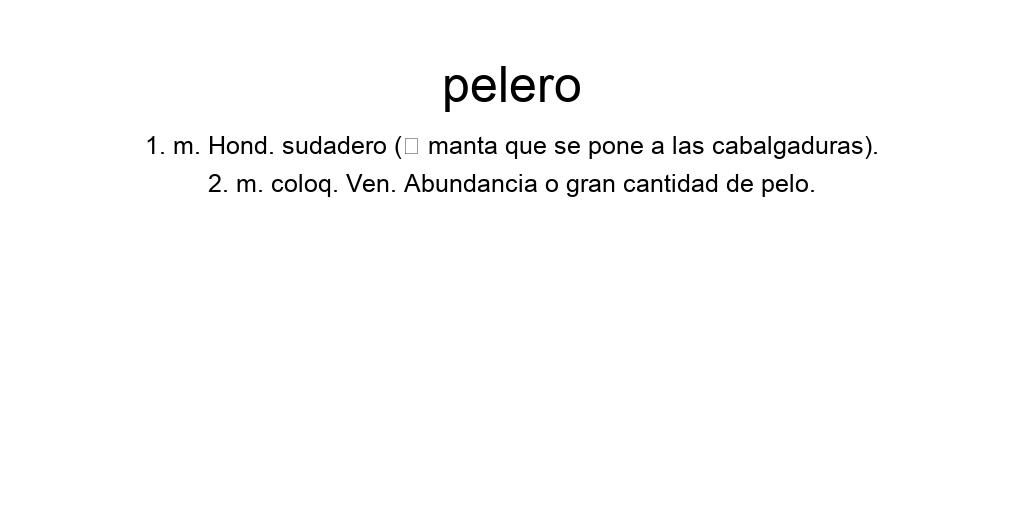 pelero
1. m. Hond. sudadero (▯ manta que se pone a las cabalgaduras).
2. m. coloq. Ven. Abundancia o gran cantidad de pelo.